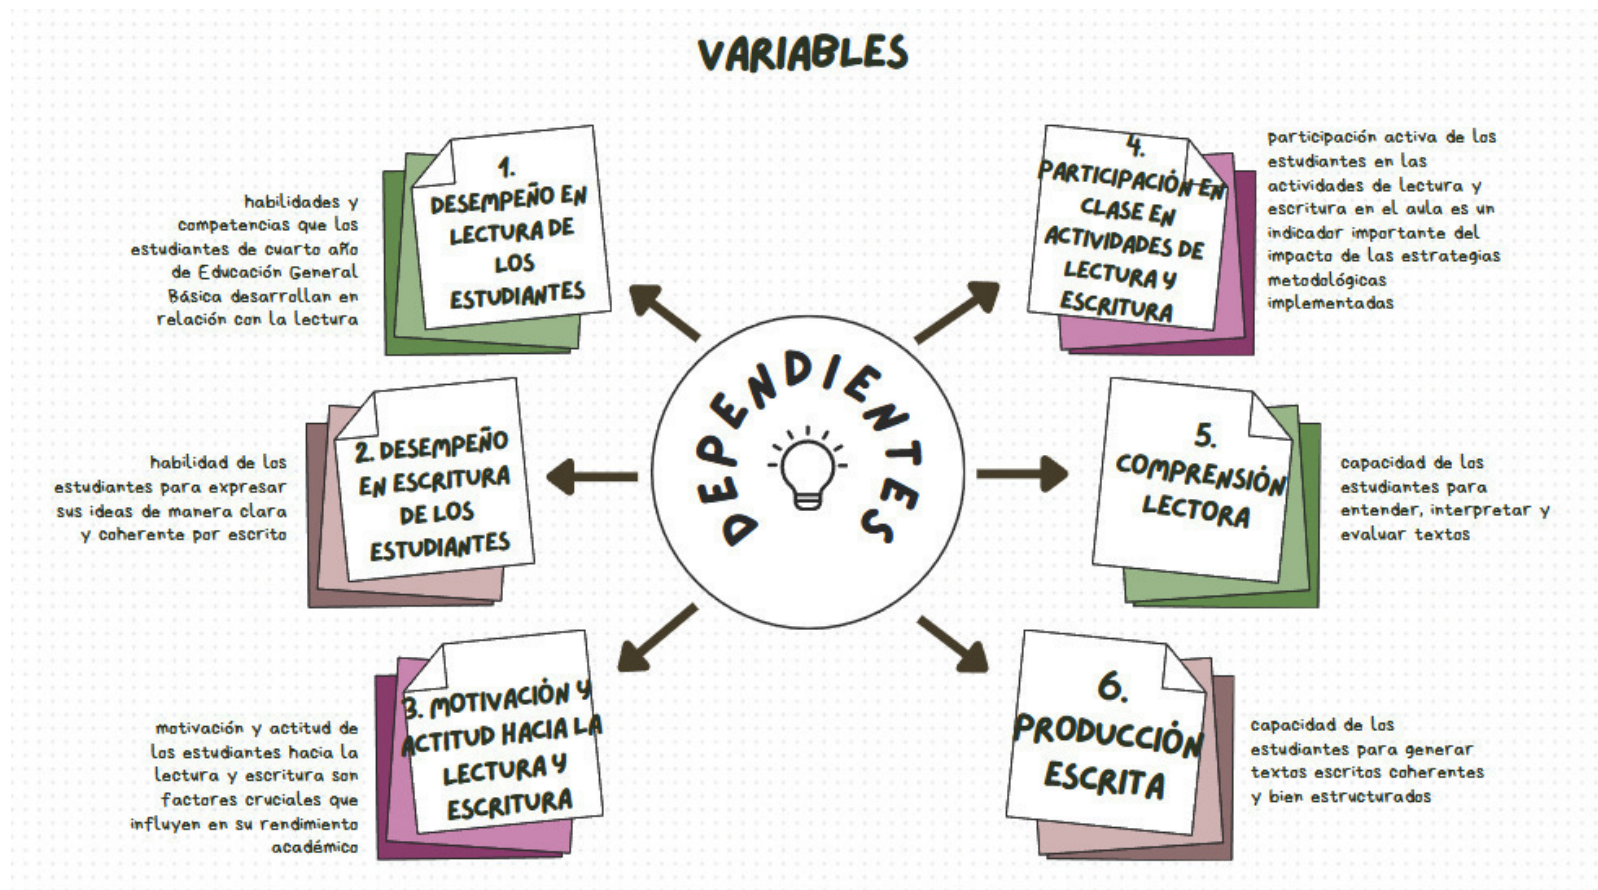 VARIABLES
1.
DESEMPEÑO EN
LECTURA DE
LOS
ESTUDIANTES
habilidades y
competencias que los
estudiantes de cuarto año
de Educación General
Básica desarrollan en
relación con la lectura
2. DESEMPEÑO
EN ESCRITURA
DE LOS
ESTUDIANTES
habilidad de los
estudiantes para expresar
sus ideas de manera clara
y coherente por escrito
3. MOTIVACIÓN Y
ACTITUD HACIA LA
LECTURA Y
ESCRITURA
motivación y actitud de
los estudiantes hacia la
lectura y escritura son
factores cruciales que
influyen en su rendimiento
académico
DEPENDIENTES
4.
PARTICIPACIÓN EN
CLASE EN
ACTIVIDADES DE
LECTURA Y
ESCRITURA
participación activa de los
estudiantes en las
actividades de lectura y
escritura en el aula es un
indicador importante del
impacto de las estrategias
metodológicas
implementadas
5.
COMPRENSIÓN
LECTORA
capacidad de los
estudiantes para
entender, interpretar y
evaluar textos
6.
PRODUCCIÓN
ESCRITA
capacidad de los
estudiantes para generar
textos escritos coherentes
y bien estructurados